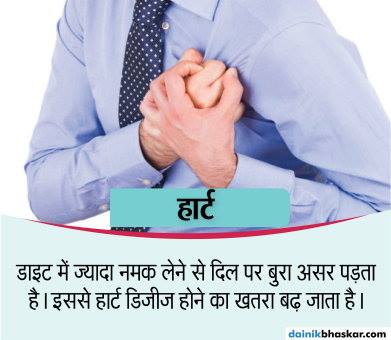 हार्ट
डाइट में ज्यादा नमक लेने से दिल पर बुरा असर पड़ता
है। इससे हार्ट डिजीज होने का खतरा बढ़ जाता है।
dainikbhaskar.com